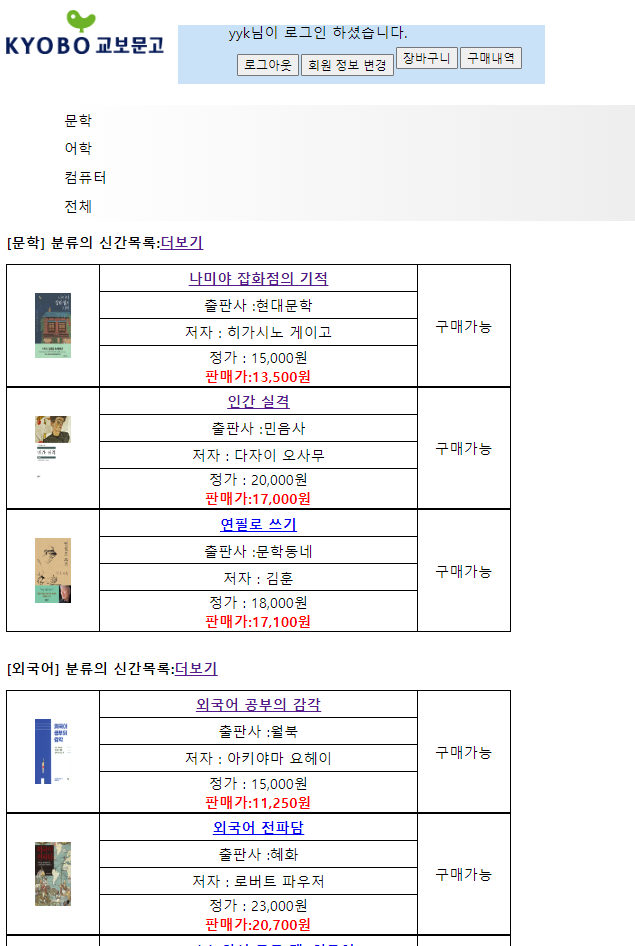 KYOBO 교보문고
yyk님이 로그인 하셨습니다.
로그아웃 회원 정보 변경 장바구니 구매내역
문학
어학
컴퓨터
전체
[문학] 분류의 신간목록:더보기
나미야 잡화점의 기적
출판사 :현대문학
저자 : 히가시노 게이고
정가 : 15,000원
판매가:13,500원
구매가능
인간 실격
인간 실격
출판사 :민음사
저자 : 다자이 오사무
정가 : 20,000원
판매가:17,000원
구매가능
연필로 쓰기
출판사 :문학동네
저자 : 김훈
정가 : 18,000원
판매가:17,100원
구매가능
[외국어] 분류의 신간목록:더보기
외국어
공부의
감각
외국어 공부의 감각
출판사 :월북
저자 : 아키야마 요헤이
정가 : 15,000원
판매가:11,250원
구매가능
외국어 전파담
출판사 :혜화
저자 : 로버트 파우저
정가 : 23,000원
판매가:20,700원
구매가능